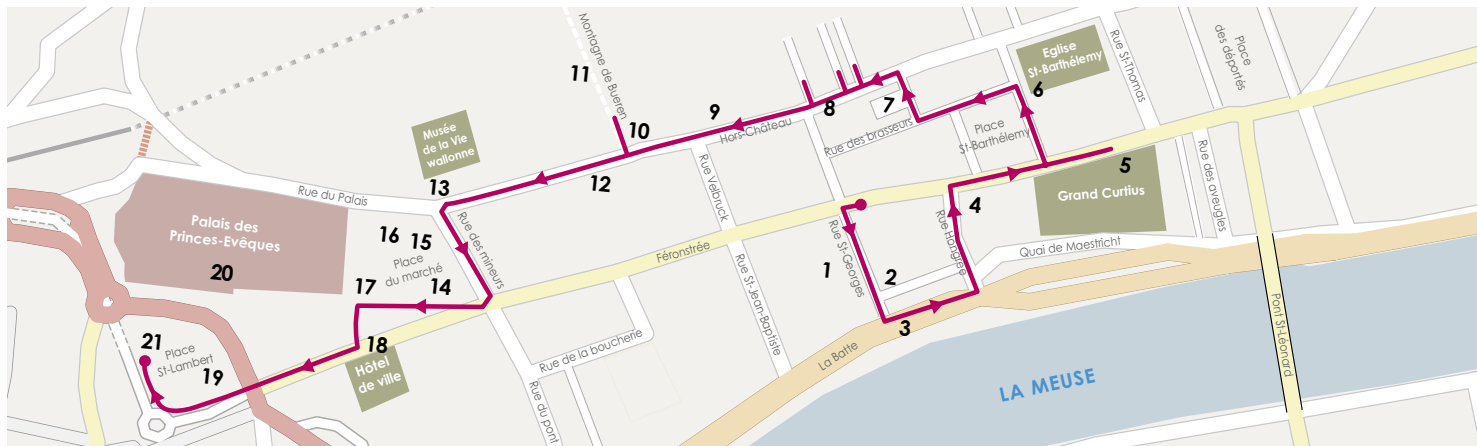 11
Montagne de Bueren
Eglise
St-Barthélemy
Rue St-Thomas
Place
des déportés
6
7
8
9
10
Hors-Château
Rue des brasseurs
Place
St-Barthélemy
5
Musée
de la Vie
wallonne
12
13
Rue du Palais
Rue Velbruck
Grand Curtius
Rue des aveugles
4
Rue Hongrée
Palais des
Princes-Evêques
20
16
15
Place
du marché
14
17
Rue des mineurs
Féronstrée
Rue St-Jean-Baptiste
1
Rue St-Georges
2
3
Quai de Maestricht
La Batte
LA MEUSE
Pont St-Léonard
21
Place
St-Lambert
19
18
Hôtel
de ville
Rue de la boucherie
Rue du pont